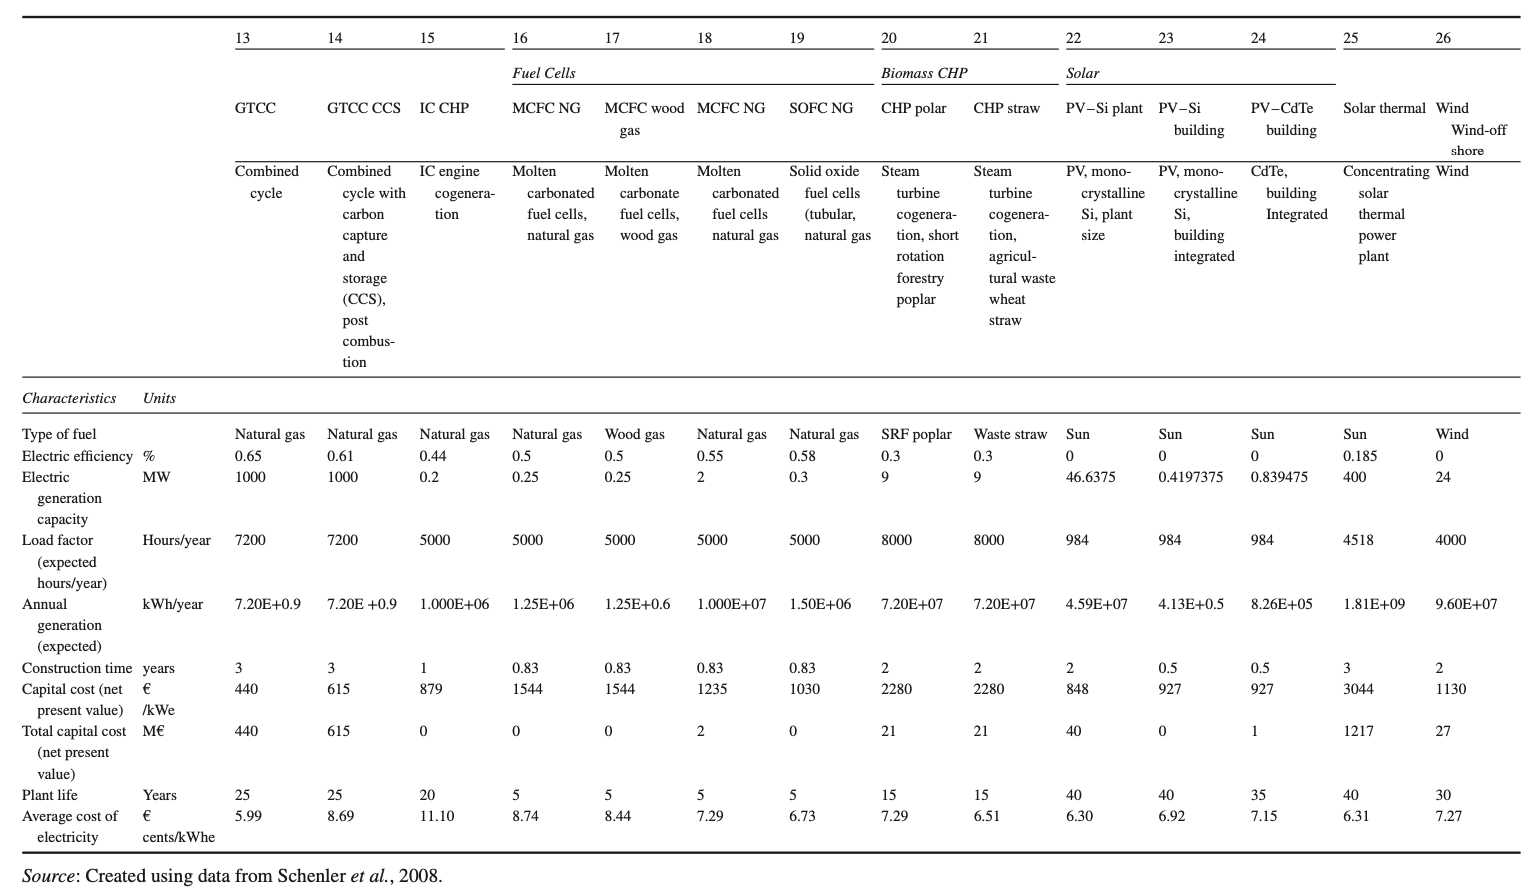 13 14 15 16 17 18 19 20 21 22 23 24 25 26
Fuel Cells Biomass CHP Solar
GTCC GTCC CCS IC CHP MCFC NG MCFC wood MCFC NG SOFC NG CHP polar CHP straw PV–Si plant PV–Si PV–CdTe Solar thermal Wind
gas building building Wind-off
shore
Combined Combined IC engine Molten Molten Molten Solid oxide Steam Steam PV, mono- PV, mono- CdTe, Concentrating Wind
cycle cycle with cogenera- carbonated carbonate carbonated fuel cells turbine turbine crystalline crystalline building solar
carbon tion fuel cells, fuel cells, fuel cells (tubular, cogenera- cogenera- Si, plant Si, Integrated thermal
capture natural gas wood gas natural gas natural gas tion, short tion, size building power
and rotation agricul- integrated plant
storage forestry tural waste
(CCS), poplar wheat
post straw
combus-
tion
Characteristics Units
Type of fuel Natural gas Natural gas Natural gas Natural gas Wood gas Natural gas Natural gas SRF poplar Waste straw Sun Sun Sun Sun Wind
Electric efficiency % 0.65 0.61 0.44 0.5 0.5 0.55 0.58 0.3 0.3 0 0 0 0.185 0
Electric MW 1000 1000 0.2 0.25 0.25 2 0.3 9 9 46.6375 0.4197375 0.839475 400 24
generation
capacity
Load factor Hours/year 7200 7200 5000 5000 5000 5000 5000 8000 8000 984 984 984 4518 4000
(expected
hours/year)
Annual kWh/year 7.20E+0.9 7.20E +0.9 1.000E+06 1.25E+06 1.25E+0.6 1.000E+07 1.50E+06 7.20E+07 7.20E+07 4.59E+07 4.13E+0.5 8.26E+05 1.81E+09 9.60E+07
generation
(expected)
Construction time years 3 3 1 0.83 0.83 0.83 0.83 2 2 2 0.5 0.5 3 2
Capital cost (net € 440 615 879 1544 1544 1235 1030 2280 2280 848 927 927 3044 1130
present value) /kWe
Total capital cost M€ 440 615 0 0 0 2 0 21 21 40 0 1 1217 27
(net present
value)
Plant life Years 25 25 20 5 5 5 5 15 15 40 40 35 40 30
Average cost of € 5.99 8.69 11.10 8.74 8.44 7.29 6.73 7.29 6.51 6.30 6.92 7.15 6.31 7.27
electricity cents/kWhe
Source: Created using data from Schenler et al., 2008.